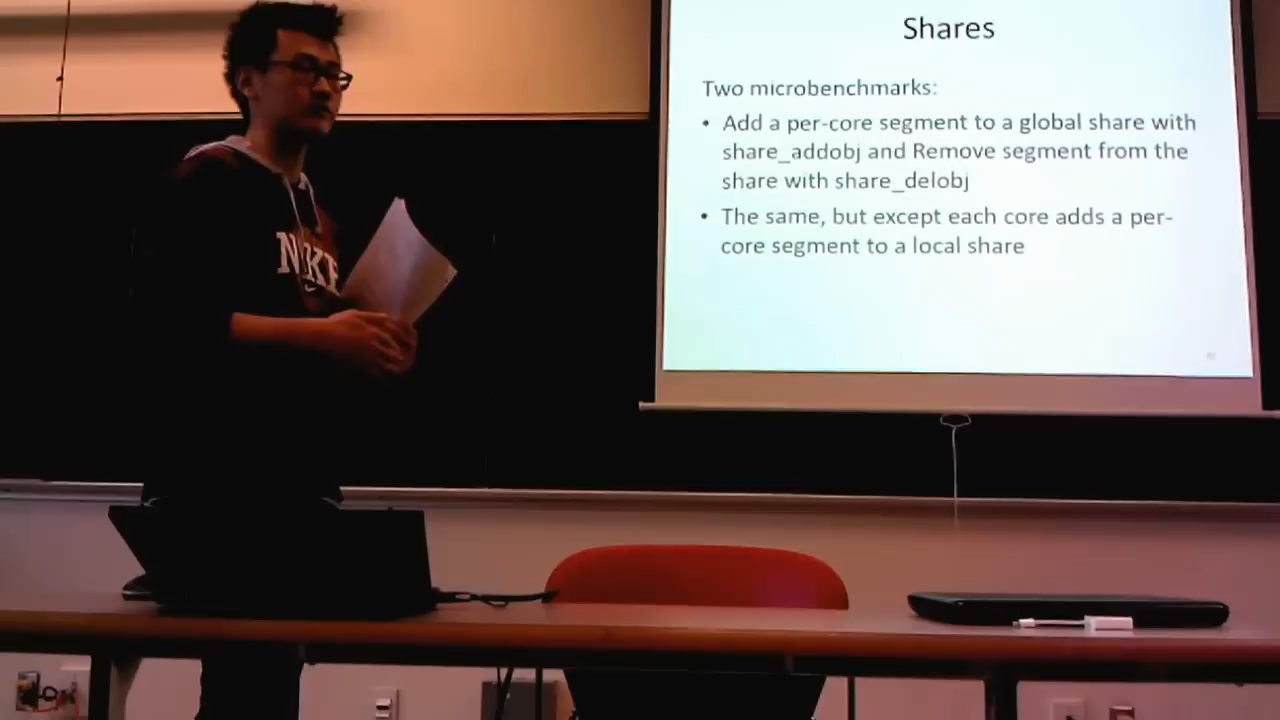 Shares
Two microbenchmarks:
• Add a per-core segment to a global share with
share_addobj and Remove segment from the
share with share_delobj
• The same, but except each core adds a per-
core segment to a local share